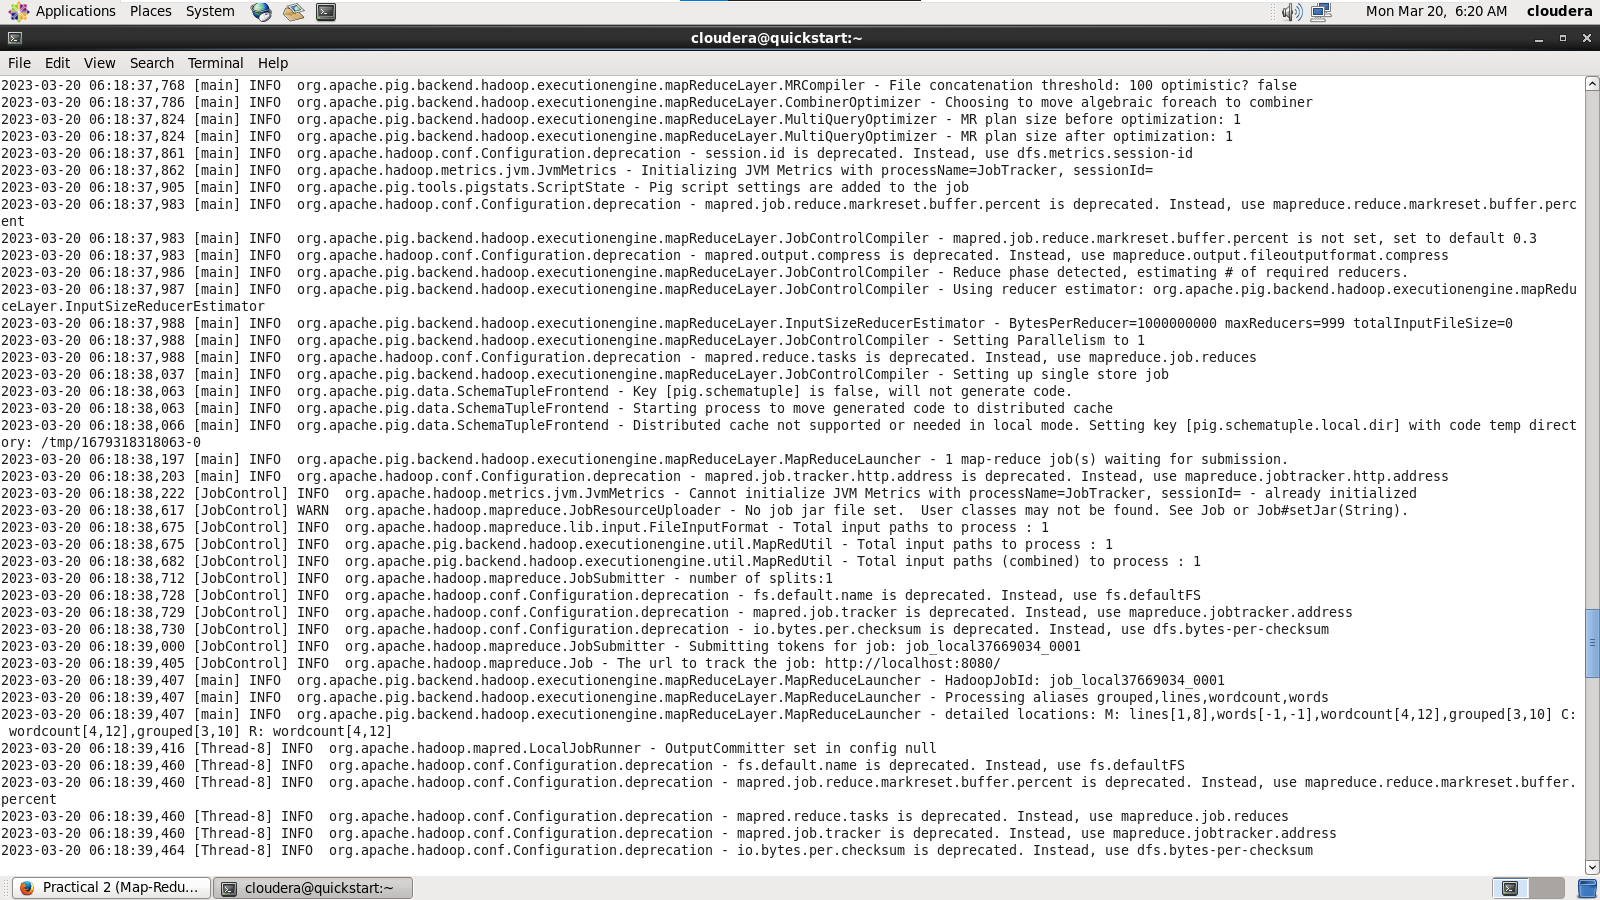 Applications Places System Mon Mar 20, 6:20 AM cloudera
cloudera@quickstart:~
File Edit View Search Terminal Help
2023-03-20 06:18:37,768 [main] INFO  org.apache.pig.backend.hadoop.executionengine.mapReduceLayer.MRCompiler - File concatenation threshold: 100 optimistic? false
2023-03-20 06:18:37,786 [main] INFO  org.apache.pig.backend.hadoop.executionengine.mapReduceLayer.CombinerOptimizer - Choosing to move algebraic foreach to combiner
2023-03-20 06:18:37,824 [main] INFO  org.apache.pig.backend.hadoop.executionengine.mapReduceLayer.MultiQueryOptimizer - MR plan size before optimization: 1
2023-03-20 06:18:37,824 [main] INFO  org.apache.pig.backend.hadoop.executionengine.mapReduceLayer.MultiQueryOptimizer - MR plan size after optimization: 1
2023-03-20 06:18:37,861 [main] INFO  org.apache.hadoop.conf.Configuration.deprecation - session.id is deprecated. Instead, use dfs.metrics.session-id
2023-03-20 06:18:37,862 [main] INFO  org.apache.hadoop.metrics.jvm.JvmMetrics - Initializing JVM Metrics with processName=JobTracker, sessionId=
2023-03-20 06:18:37,905 [main] INFO  org.apache.pig.tools.pigstats.ScriptState - Pig script settings are added to the job
2023-03-20 06:18:37,983 [main] INFO  org.apache.hadoop.conf.Configuration.deprecation - mapred.job.reduce.markreset.buffer.percent is deprecated. Instead, use mapreduce.reduce.markreset.buffer.perc
ent
2023-03-20 06:18:37,983 [main] INFO  org.apache.pig.backend.hadoop.executionengine.mapReduceLayer.JobControlCompiler - mapred.job.reduce.markreset.buffer.percent is not set, set to default 0.3
2023-03-20 06:18:37,983 [main] INFO  org.apache.hadoop.conf.Configuration.deprecation - mapred.output.compress is deprecated. Instead, use mapreduce.output.fileoutputformat.compress
2023-03-20 06:18:37,986 [main] INFO  org.apache.pig.backend.hadoop.executionengine.mapReduceLayer.JobControlCompiler - Reduce phase detected, estimating # of required reducers.
2023-03-20 06:18:37,987 [main] INFO  org.apache.pig.backend.hadoop.executionengine.mapReduceLayer.JobControlCompiler - Using reducer estimator: org.apache.pig.backend.hadoop.executionengine.mapRedu
ceLayer.InputSizeReducerEstimator
2023-03-20 06:18:37,988 [main] INFO  org.apache.pig.backend.hadoop.executionengine.mapReduceLayer.InputSizeReducerEstimator - BytesPerReducer=1000000000 maxReducers=999 totalInputFileSize=0
2023-03-20 06:18:37,988 [main] INFO  org.apache.pig.backend.hadoop.executionengine.mapReduceLayer.JobControlCompiler - Setting Parallelism to 1
2023-03-20 06:18:37,988 [main] INFO  org.apache.hadoop.conf.Configuration.deprecation - mapred.reduce.tasks is deprecated. Instead, use mapreduce.job.reduces
2023-03-20 06:18:38,037 [main] INFO  org.apache.pig.backend.hadoop.executionengine.mapReduceLayer.JobControlCompiler - Setting up single store job
2023-03-20 06:18:38,063 [main] INFO  org.apache.pig.data.SchemaTupleFrontend - Key [pig.schematuple] is false, will not generate code.
2023-03-20 06:18:38,063 [main] INFO  org.apache.pig.data.SchemaTupleFrontend - Starting process to move generated code to distributed cache
2023-03-20 06:18:38,066 [main] INFO  org.apache.pig.data.SchemaTupleFrontend - Distributed cache not supported or needed in local mode. Setting key [pig.schematuple.local.dir] with code temp direct
ory: /tmp/1679318318063-0
2023-03-20 06:18:38,197 [main] INFO  org.apache.pig.backend.hadoop.executionengine.mapReduceLayer.MapReduceLauncher - 1 map-reduce job(s) waiting for submission.
2023-03-20 06:18:38,203 [main] INFO  org.apache.hadoop.conf.Configuration.deprecation - mapred.job.tracker.http.address is deprecated. Instead, use mapreduce.jobtracker.http.address
2023-03-20 06:18:38,222 [JobControl] INFO  org.apache.hadoop.metrics.jvm.JvmMetrics - Cannot initialize JVM Metrics with processName=JobTracker, sessionId= - already initialized
2023-03-20 06:18:38,617 [JobControl] WARN  org.apache.hadoop.mapreduce.JobResourceUploader - No job jar file set.  User classes may not be found. See Job or Job#setJar(String).
2023-03-20 06:18:38,675 [JobControl] INFO  org.apache.hadoop.mapreduce.lib.input.FileInputFormat - Total input paths to process : 1
2023-03-20 06:18:38,675 [JobControl] INFO  org.apache.pig.backend.hadoop.executionengine.util.MapRedUtil - Total input paths to process : 1
2023-03-20 06:18:38,682 [JobControl] INFO  org.apache.pig.backend.hadoop.executionengine.util.MapRedUtil - Total input paths (combined) to process : 1
2023-03-20 06:18:38,712 [JobControl] INFO  org.apache.hadoop.mapreduce.JobSubmitter - number of splits:1
2023-03-20 06:18:38,728 [JobControl] INFO  org.apache.hadoop.conf.Configuration.deprecation - fs.default.name is deprecated. Instead, use fs.defaultFS
2023-03-20 06:18:38,729 [JobControl] INFO  org.apache.hadoop.conf.Configuration.deprecation - mapred.job.tracker is deprecated. Instead, use mapreduce.jobtracker.address
2023-03-20 06:18:38,730 [JobControl] INFO  org.apache.hadoop.conf.Configuration.deprecation - io.bytes.per.checksum is deprecated. Instead, use dfs.bytes-per-checksum
2023-03-20 06:18:39,000 [JobControl] INFO  org.apache.hadoop.mapreduce.JobSubmitter - Submitting tokens for job: job_local37669034_0001
2023-03-20 06:18:39,405 [JobControl] INFO  org.apache.hadoop.mapreduce.Job - The url to track the job: http://localhost:8080/
2023-03-20 06:18:39,407 [main] INFO  org.apache.pig.backend.hadoop.executionengine.mapReduceLayer.MapReduceLauncher - HadoopJobId: job_local37669034_0001
2023-03-20 06:18:39,407 [main] INFO  org.apache.pig.backend.hadoop.executionengine.mapReduceLayer.MapReduceLauncher - Processing aliases grouped,lines,wordcount,words
2023-03-20 06:18:39,407 [main] INFO  org.apache.pig.backend.hadoop.executionengine.mapReduceLayer.MapReduceLauncher - detailed locations: M: lines[1,8],words[-1,-1],wordcount[4,12],grouped[3,10] C:
 wordcount[4,12],grouped[3,10] R: wordcount[4,12]
2023-03-20 06:18:39,416 [Thread-8] INFO  org.apache.hadoop.mapred.LocalJobRunner - OutputCommitter set in config null
2023-03-20 06:18:39,460 [Thread-8] INFO  org.apache.hadoop.conf.Configuration.deprecation - fs.default.name is deprecated. Instead, use fs.defaultFS
2023-03-20 06:18:39,460 [Thread-8] INFO  org.apache.hadoop.conf.Configuration.deprecation - mapred.job.reduce.markreset.buffer.percent is deprecated. Instead, use mapreduce.reduce.markreset.buffer.
percent
2023-03-20 06:18:39,460 [Thread-8] INFO  org.apache.hadoop.conf.Configuration.deprecation - mapred.reduce.tasks is deprecated. Instead, use mapreduce.job.reduces
2023-03-20 06:18:39,460 [Thread-8] INFO  org.apache.hadoop.conf.Configuration.deprecation - mapred.job.tracker is deprecated. Instead, use mapreduce.jobtracker.address
2023-03-20 06:18:39,464 [Thread-8] INFO  org.apache.hadoop.conf.Configuration.deprecation - io.bytes.per.checksum is deprecated. Instead, use dfs.bytes-per-checksum
Practical 2 (Map-Redu... cloudera@quickstart:~